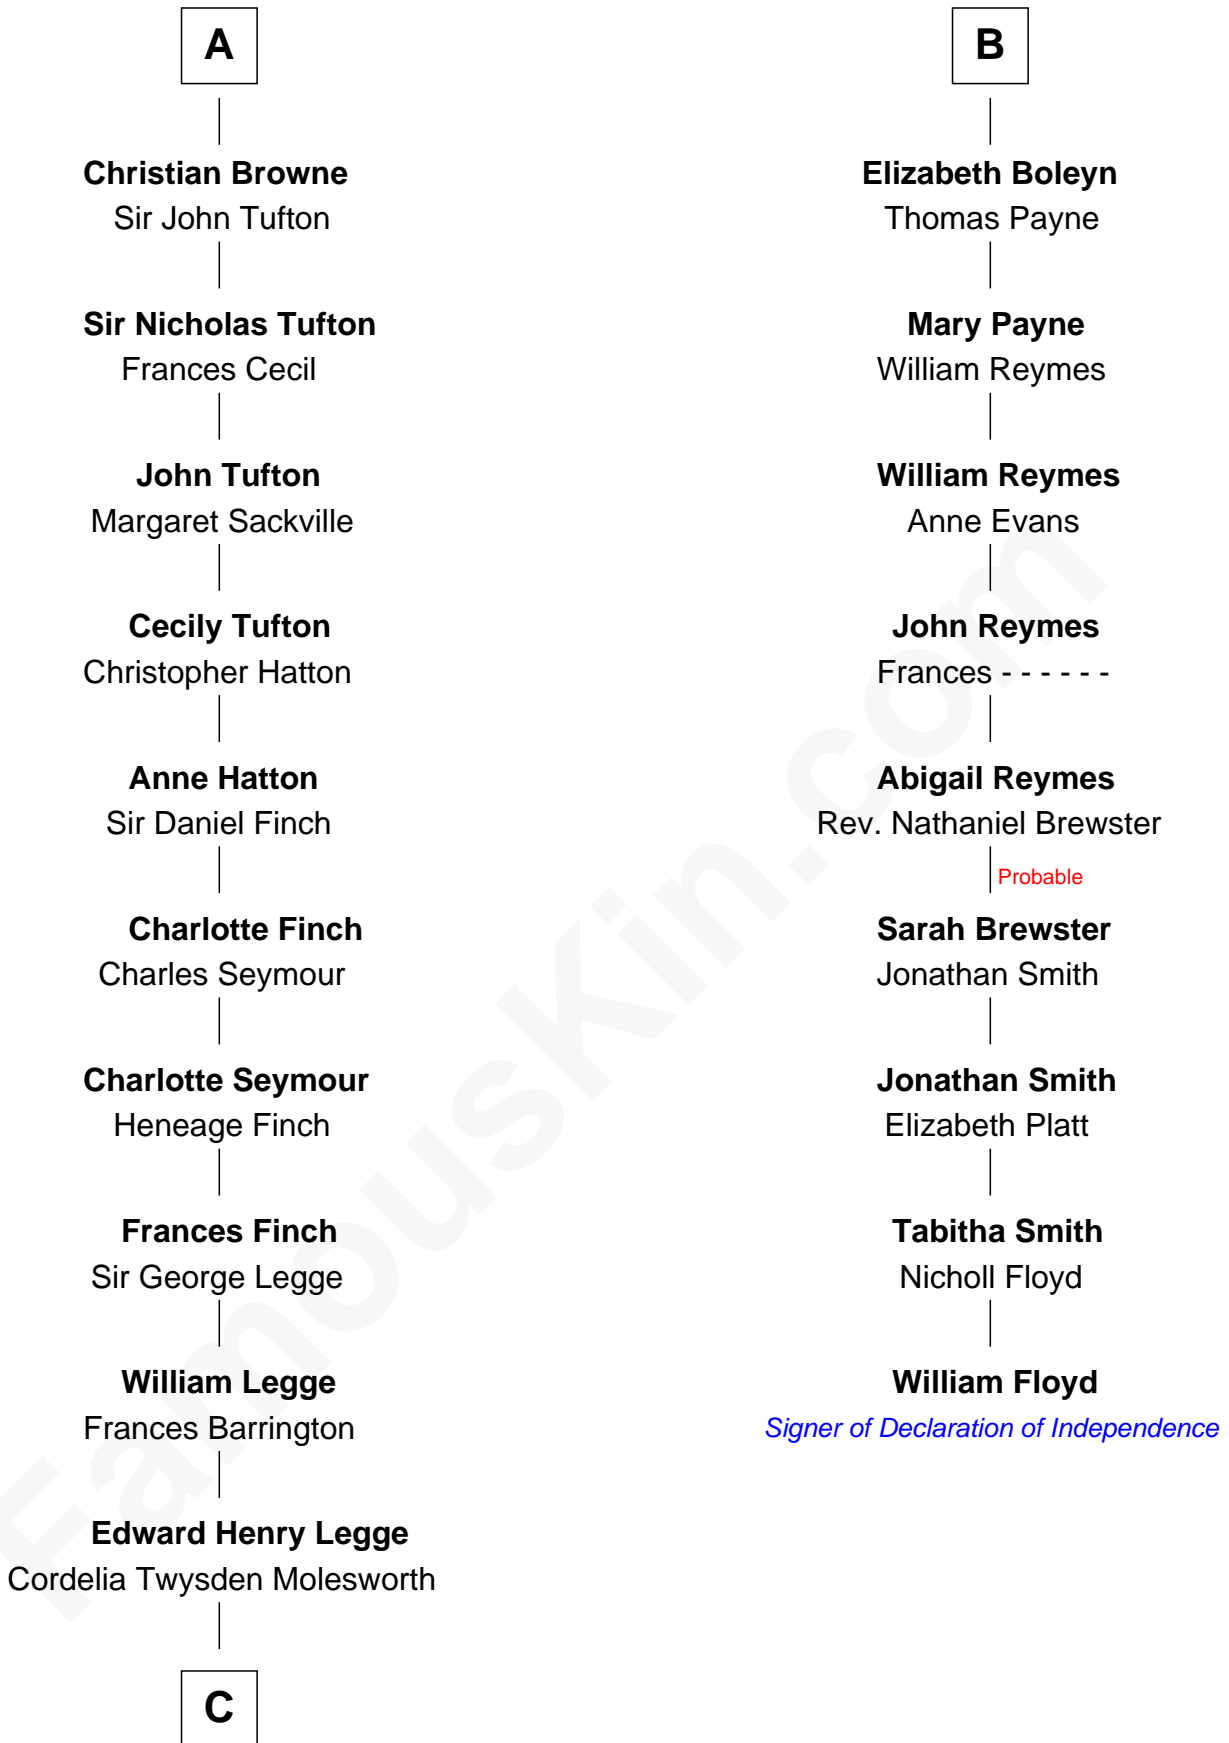 A
Christian Browne
Sir John Tufton
Sir Nicholas Tufton
Frances Cecil
John Tufton
Margaret Sackville
Cecily Tufton
Christopher Hatton
Anne Hatton
Sir Daniel Finch
Charlotte Finch
Charles Seymour
Charlotte Seymour
Heneage Finch
Frances Finch
Sir George Legge
William Legge
Frances Barrington
Edward Henry Legge
Cordelia Twysden Molesworth
C
B
Elizabeth Boleyn
Thomas Payne
Mary Payne
William Reymes
William Reymes
Anne Evans
John Reymes
Frances - - - - - -
Abigail Reymes
Rev. Nathaniel Brewster
Probable
Sarah Brewster
Jonathan Smith
Jonathan Smith
Elizabeth Platt
Tabitha Smith
Nicholl Floyd
William Floyd
Signer of Declaration of Independence
FamousKin.com